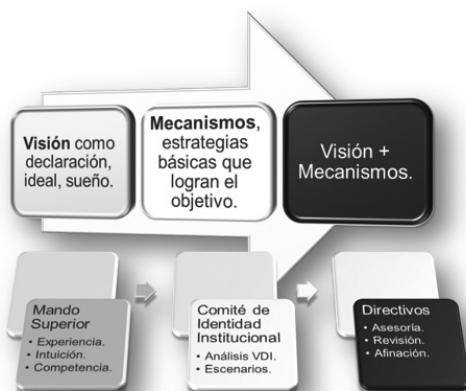 Visión como
declaración,
ideal, sueño.
Mecanismos,
estrategias
básicas que
logran el
objetivo.
Visión +
Mecanismos.
Mando
Superior
• Experiencia.
• Intuición.
• Competencia.
Comité de
Identidad
Institucional
• Análisis VDI.
• Escenarios.
Directivos
• Asesoría.
• Revisión.
• Afinación.